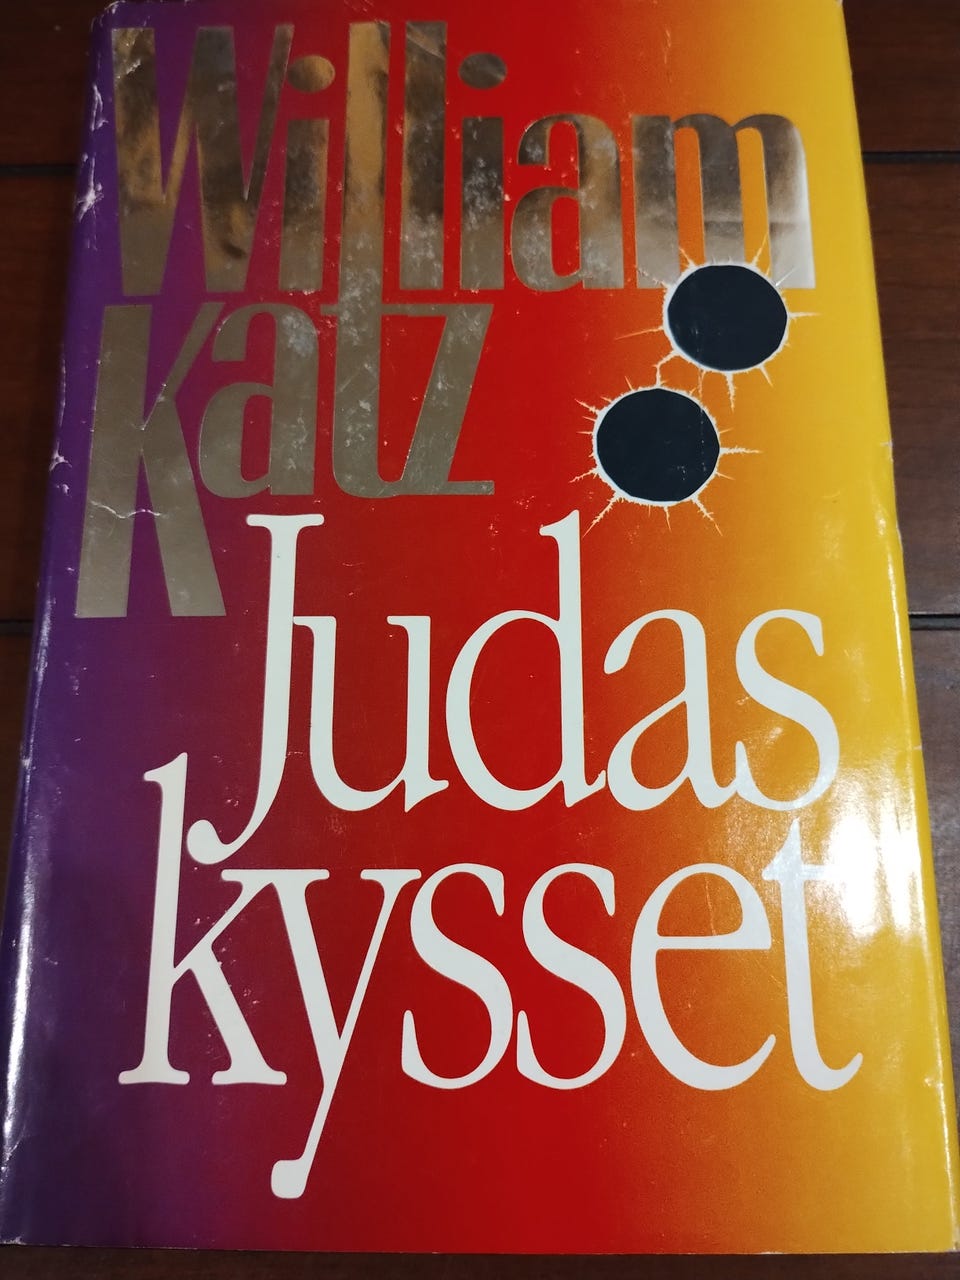 William
Katz
Judas
kysset